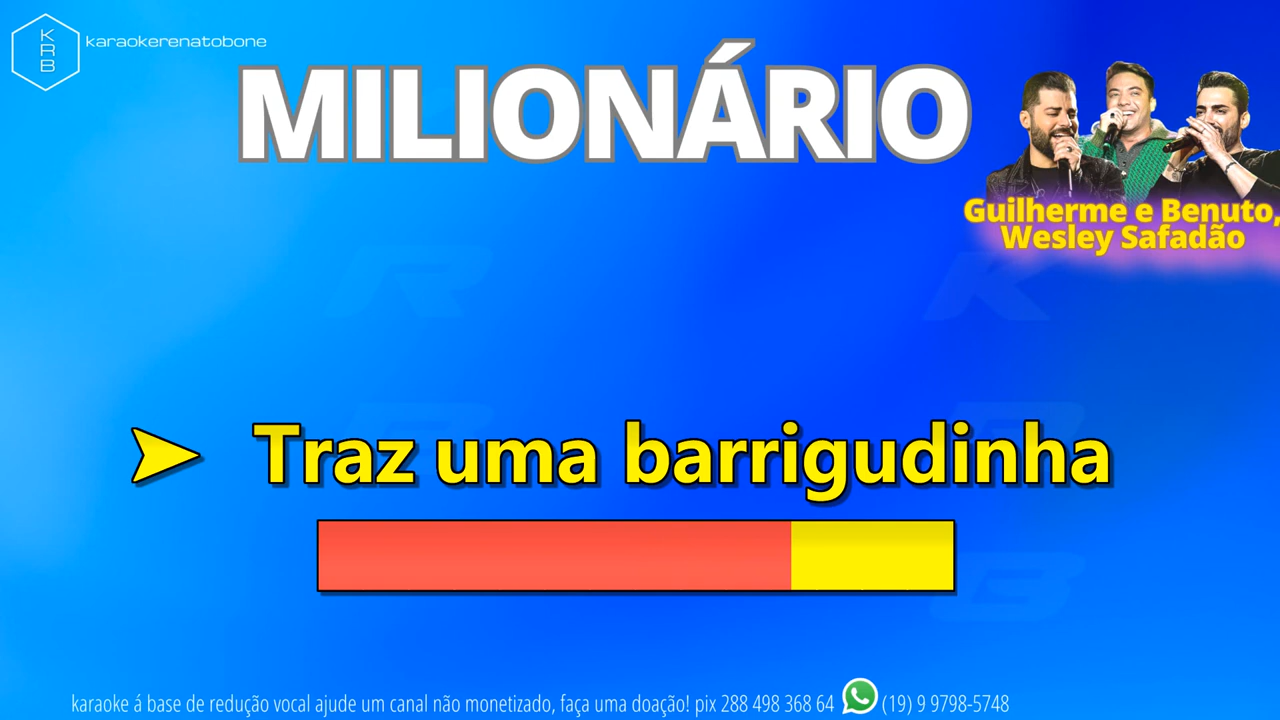 K
R
B
karaokerenatobone
MILIONÁRIO
Guilherme e Benuto,
Wesley Safadão
R
K
B
➤ Traz uma barrigudinha
B
karaoke á base de redução vocal ajude um canal não monetizado, faça uma doação! pix 288 498 368 64 (19) 9 9798-5748